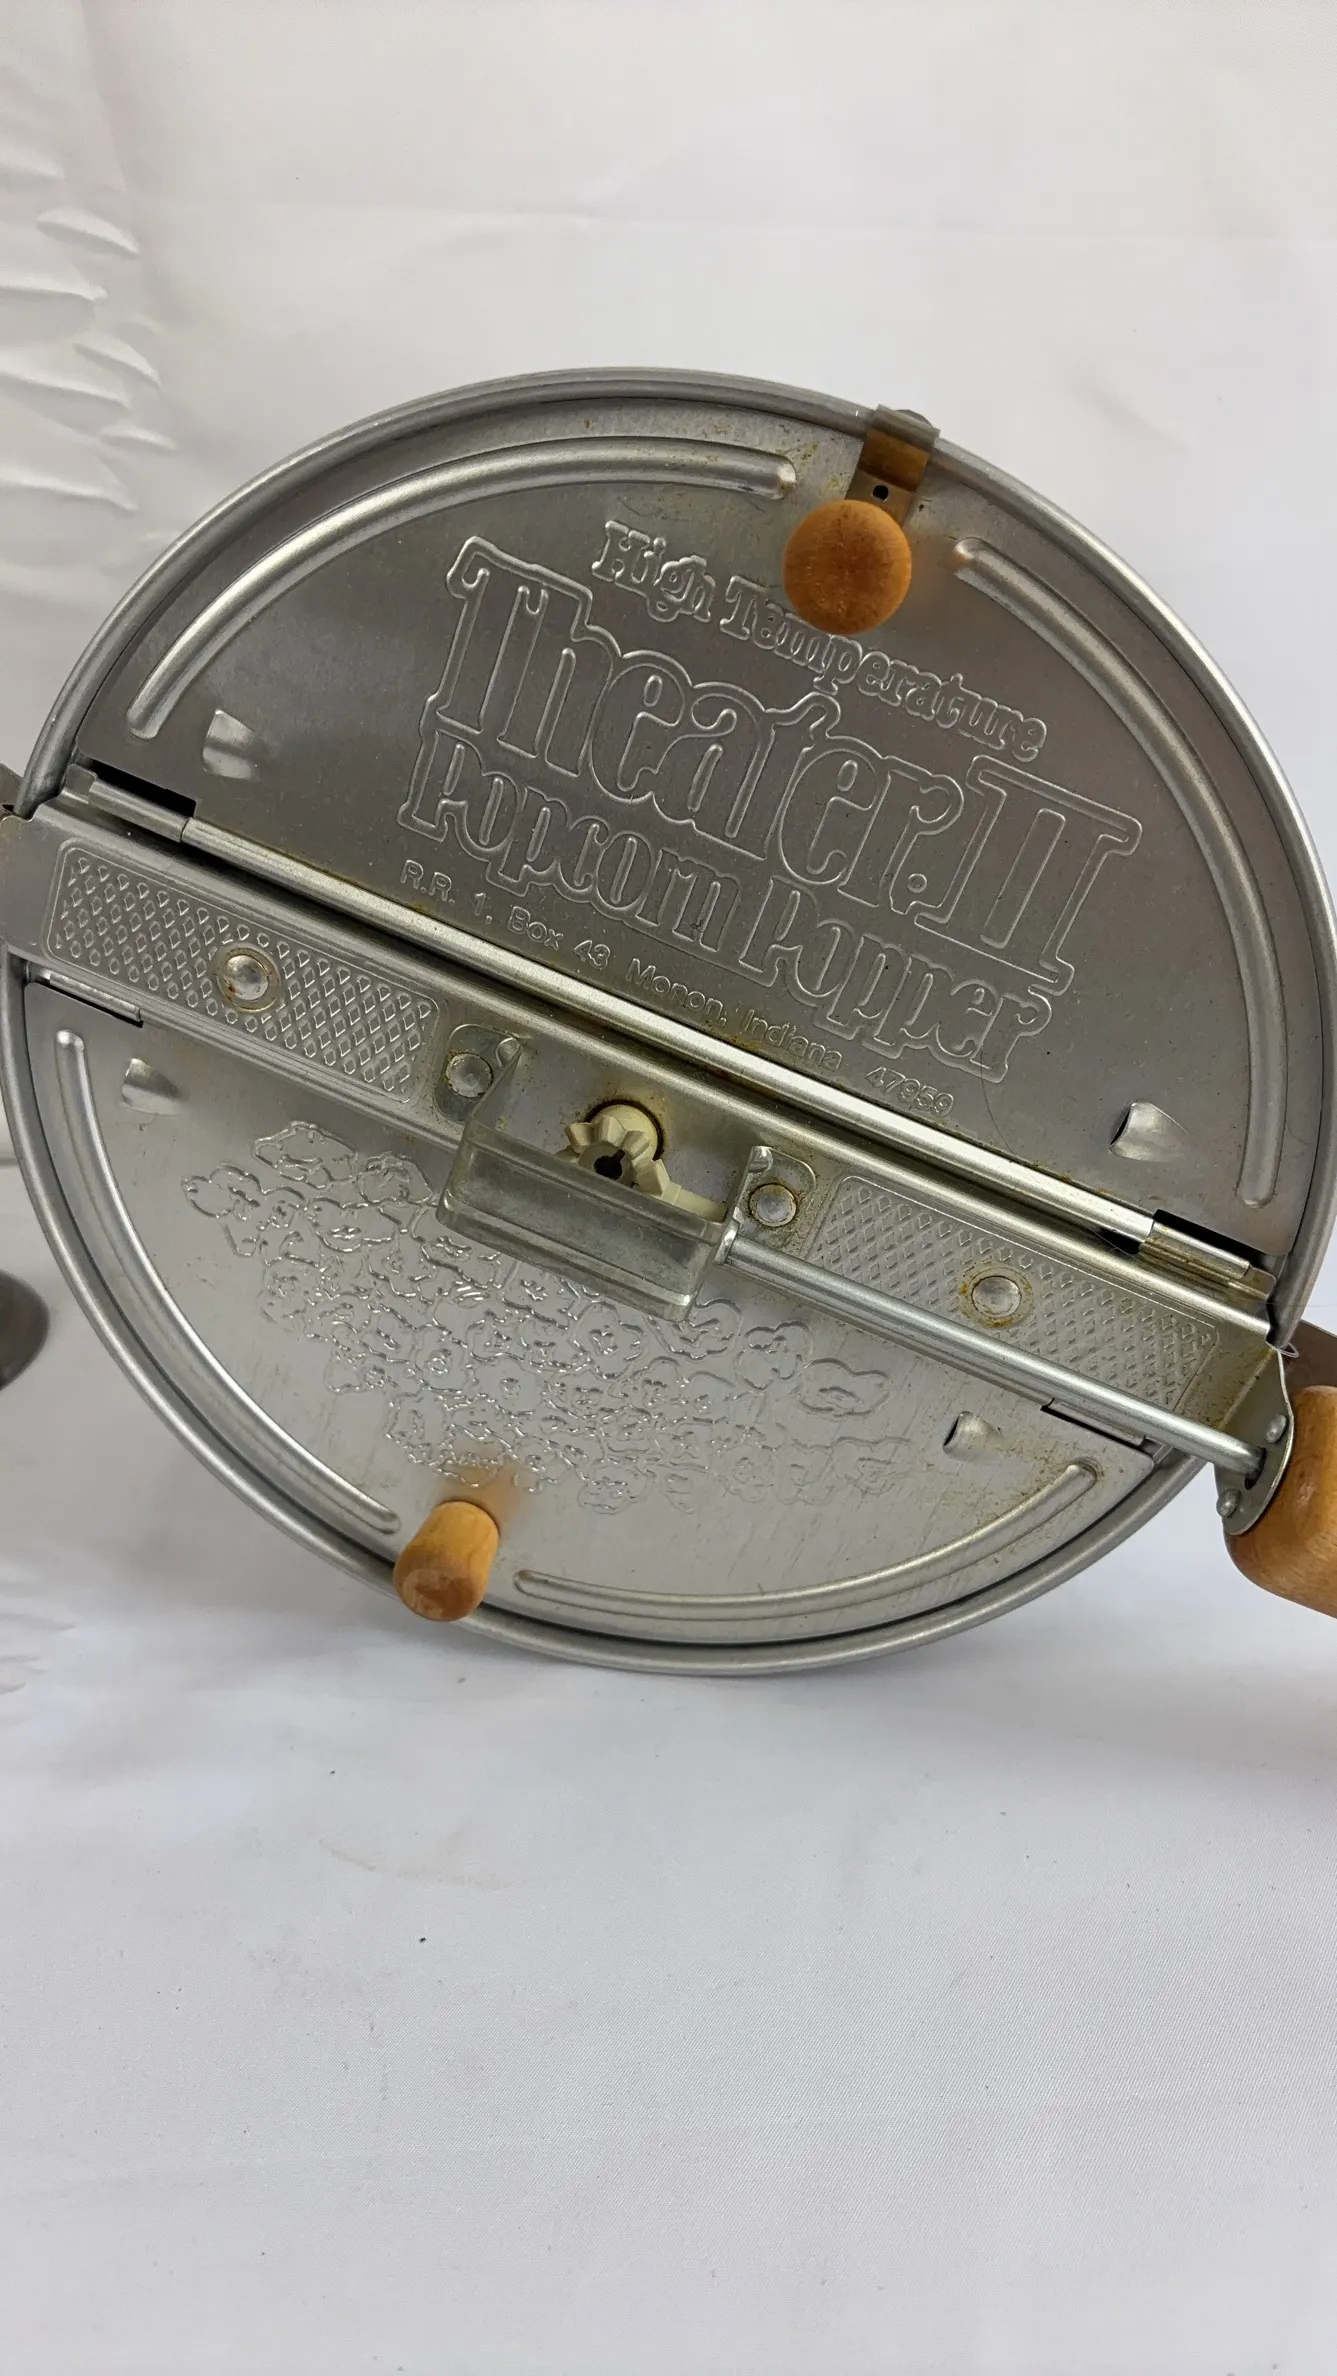 High Temperature
Theater II
Popcorn Popper
R.R. 1, Box 43 Monon, Indiana 47959